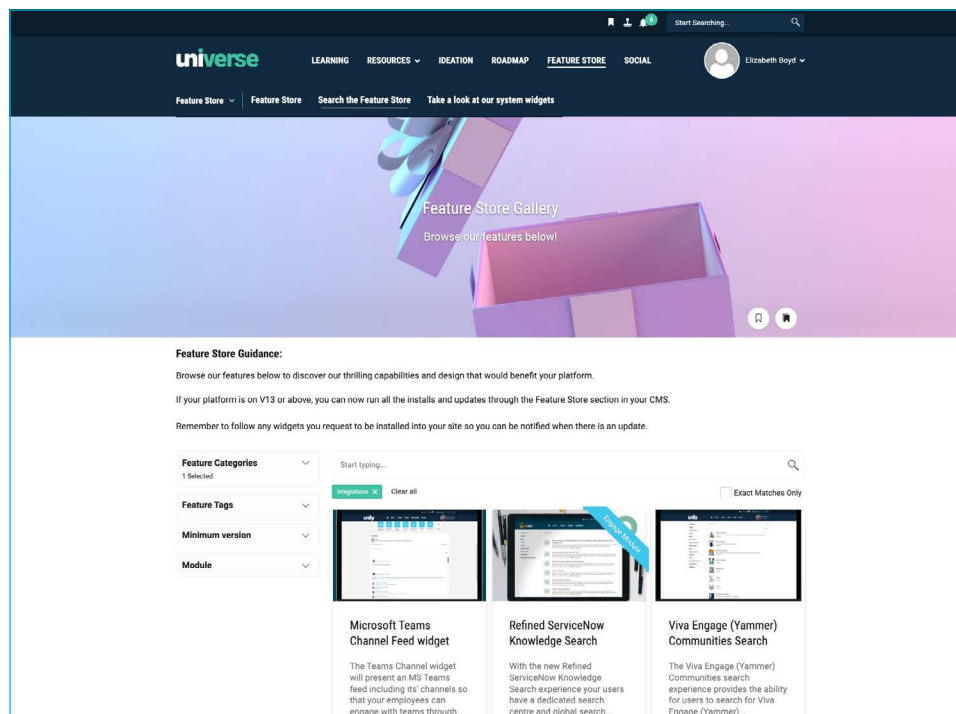 6
Start Searching...
universe
LEARNING RESOURCES IDEATION ROADMAP FEATURE STORE SOCIAL
Elizabeth Boyd
Feature Store Feature Store Search the Feature Store Take a look at our system widgets
Feature Store Gallery
Browse our features below!
Feature Store Guidance:
Browse our features below to discover our thrilling capabilities and design that would benefit your platform.
If your platform is on V13 or above, you can now run all the installs and updates through the Feature Store section in your CMS.
Remember to follow any widgets you request to be installed into your site so you can be notified when there is an update.
Feature Categories
1 Selected
Feature Tags
Minimum version
Module
Start typing...
Integrations X Clear all
Exact Matches Only
unily
Engage Module
unily
Microsoft Teams
Channel Feed widget
The Teams Channel widget
will present an MS Teams
feed including its' channels so
that your employees can
engage with teams through...
Refined ServiceNow
Knowledge Search
With the new Refined
ServiceNow Knowledge
Search experience your users
have a dedicated search
centre and global search...
Viva Engage (Yammer)
Communities Search
The Viva Engage (Yammer)
Communities search
experience provides the ability
for users to search for Viva
Engage (Yammer)...